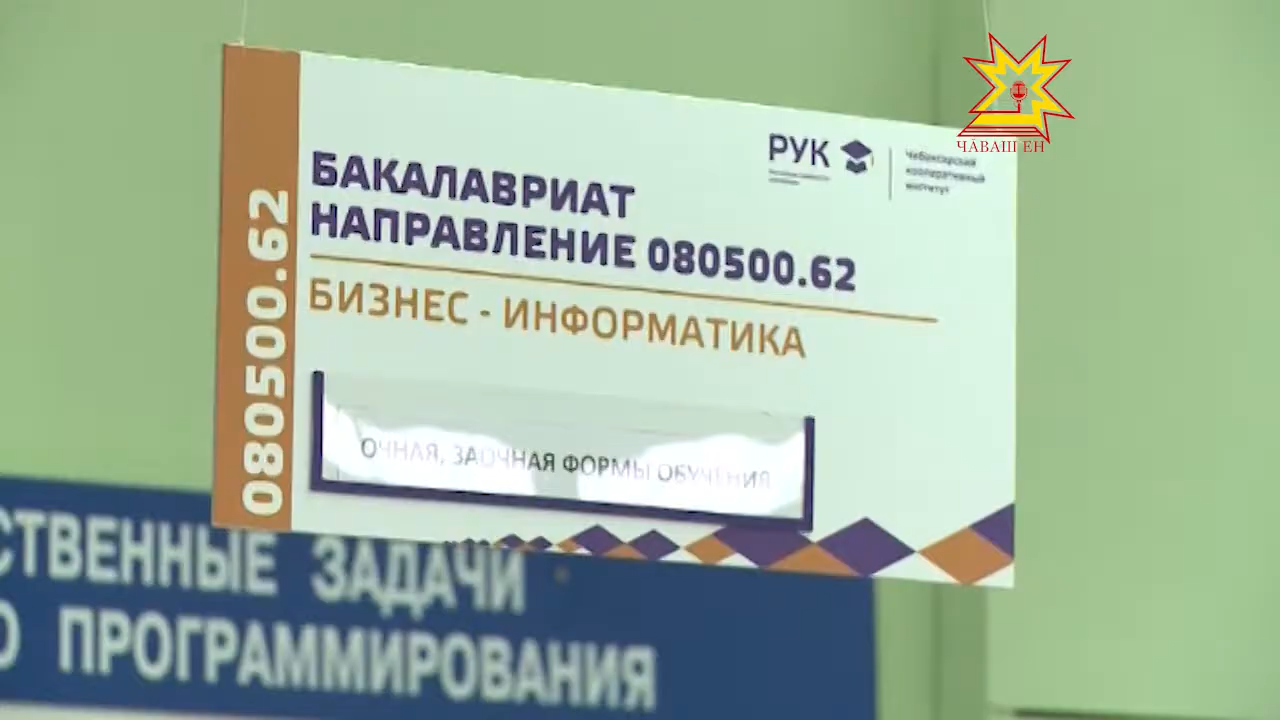 ЧӐВАШ ЕН
РУК
Чебоксарский
кооперативный
институт
БАКАЛАВРИАТ
НАПРАВЛЕНИЕ 080500.62
БИЗНЕС - ИНФОРМАТИКА
080500.62
ОЧНАЯ, ЗАОЧНАЯ ФОРМЫ ОБУЧЕНИЯ
СТВЕННЫЕ ЗАДАЧИ
О ПРОГРАММИРОВАНИЯ